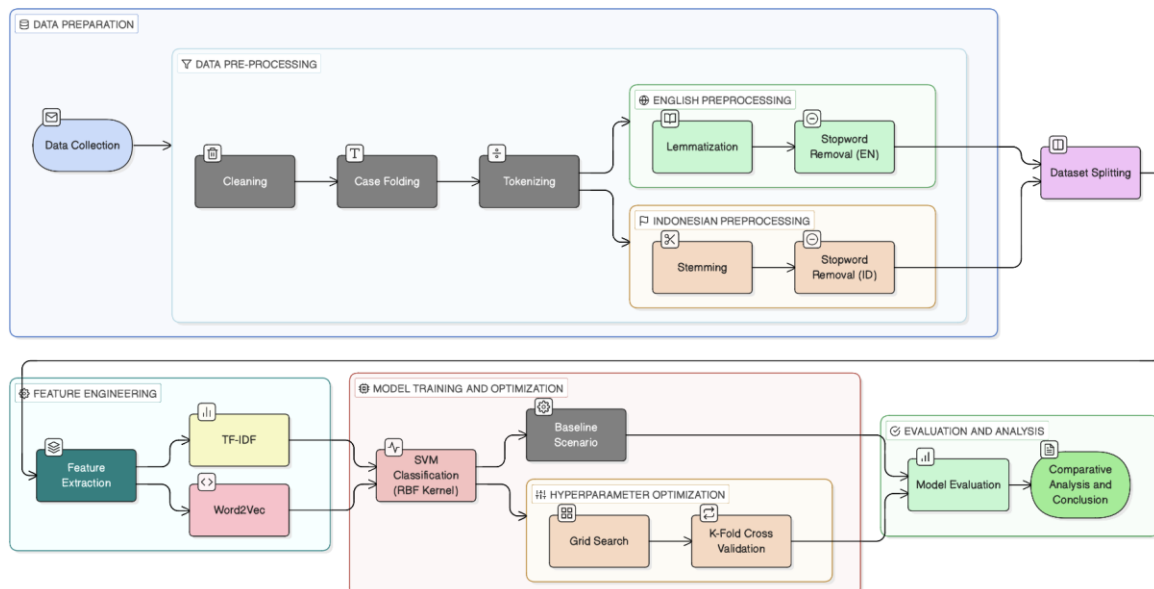 DATA PREPARATION
DATA PRE-PROCESSING
Data Collection
Cleaning
Case Folding
Tokenizing
ENGLISH PREPROCESSING
Lemmatization
Stopword
Removal (EN)
INDONESIAN PREPROCESSING
Stemming
Stopword
Removal (ID)
Dataset Splitting
FEATURE ENGINEERING
Feature
Extraction
TF-IDF
Word2Vec
MODEL TRAINING AND OPTIMIZATION
SVM
Classification
(RBF Kernel)
Baseline
Scenario
HYPERPARAMETER OPTIMIZATION
Grid Search
K-Fold Cross
Validation
EVALUATION AND ANALYSIS
Model Evaluation
Comparative
Analysis and
Conclusion